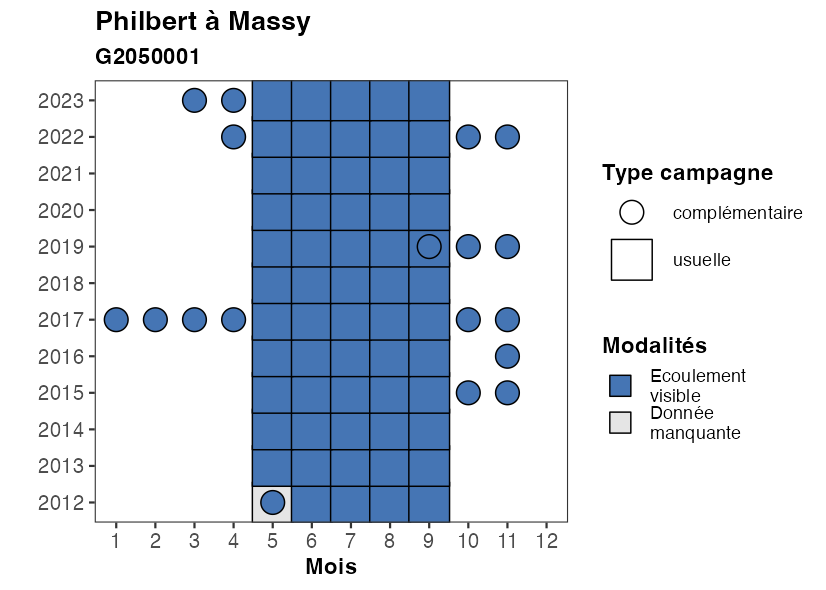 Philbert à Massy
G2050001
2023
2022
2021
2020
2019
2018
2017
2016
2015
2014
2013
2012
1 2 3 4 5 6 7 8 9 10 11 12
Mois
Type campagne
complémentaire
usuelle
Modalités
Ecoulement
visible
Donnée
manquante